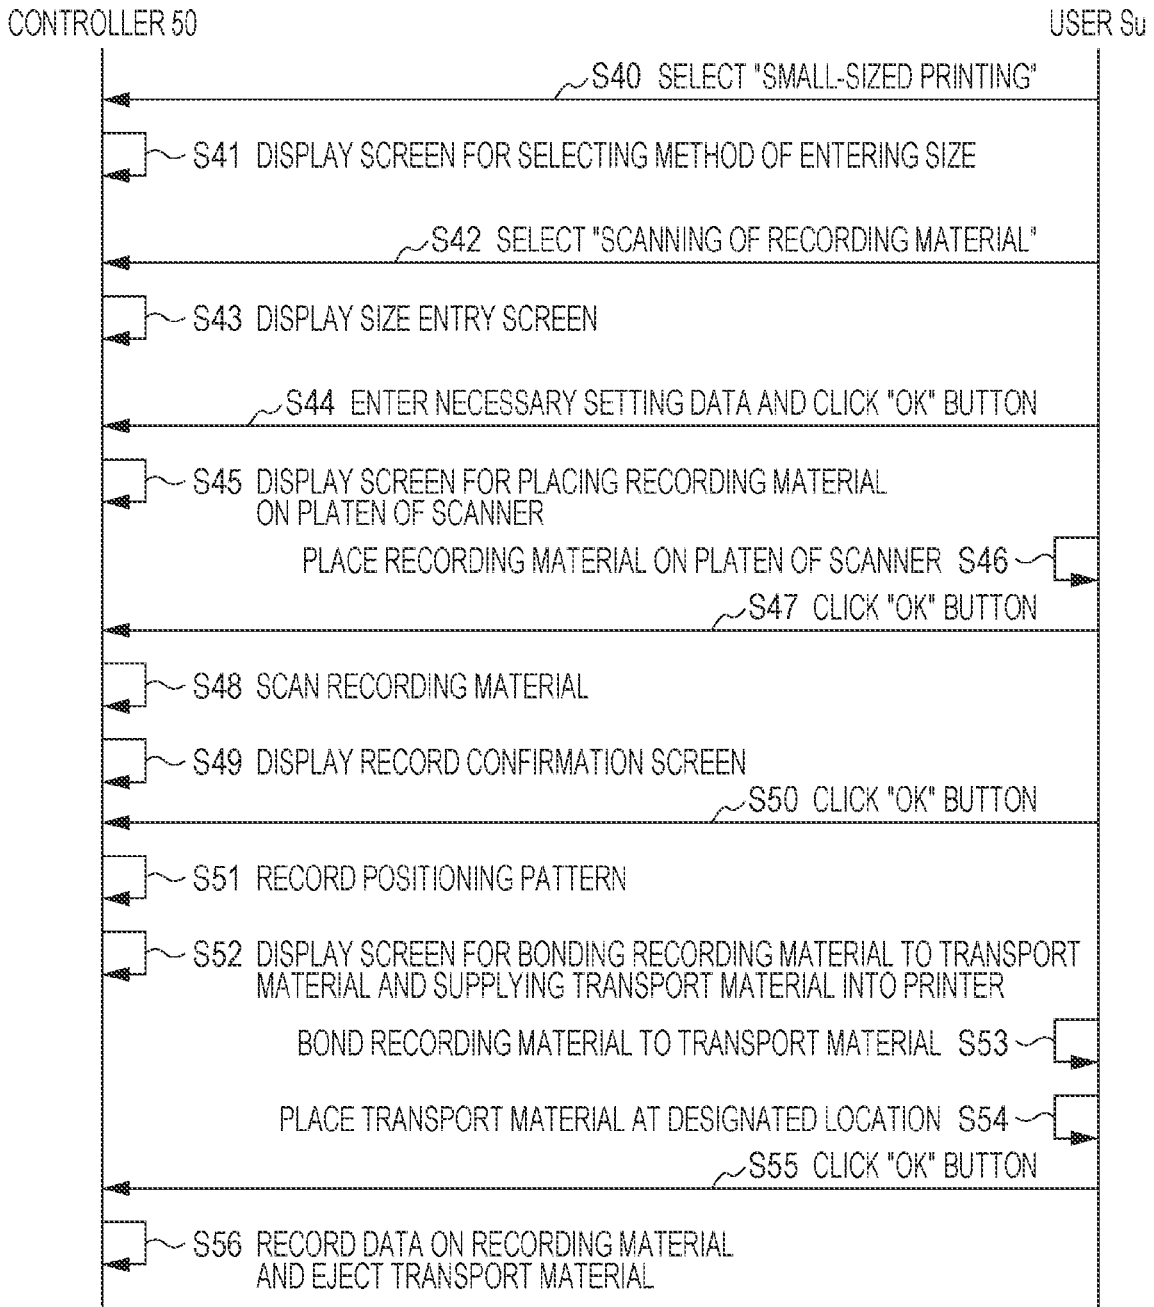 CONTROLLER 50
USER Su
S40 SELECT "SMALL-SIZED PRINTING"
S41 DISPLAY SCREEN FOR SELECTING METHOD OF ENTERING SIZE
S42 SELECT "SCANNING OF RECORDING MATERIAL"
S43 DISPLAY SIZE ENTRY SCREEN
S44 ENTER NECESSARY SETTING DATA AND CLICK "OK" BUTTON
S45 DISPLAY SCREEN FOR PLACING RECORDING MATERIAL
ON PLATEN OF SCANNER
PLACE RECORDING MATERIAL ON PLATEN OF SCANNER S46
S47 CLICK "OK" BUTTON
S48 SCAN RECORDING MATERIAL
S49 DISPLAY RECORD CONFIRMATION SCREEN
S50 CLICK "OK" BUTTON
S51 RECORD POSITIONING PATTERN
S52 DISPLAY SCREEN FOR BONDING RECORDING MATERIAL TO TRANSPORT
MATERIAL AND SUPPLYING TRANSPORT MATERIAL INTO PRINTER
BOND RECORDING MATERIAL TO TRANSPORT MATERIAL S53
PLACE TRANSPORT MATERIAL AT DESIGNATED LOCATION S54
S55 CLICK "OK" BUTTON
S56 RECORD DATA ON RECORDING MATERIAL
AND EJECT TRANSPORT MATERIAL